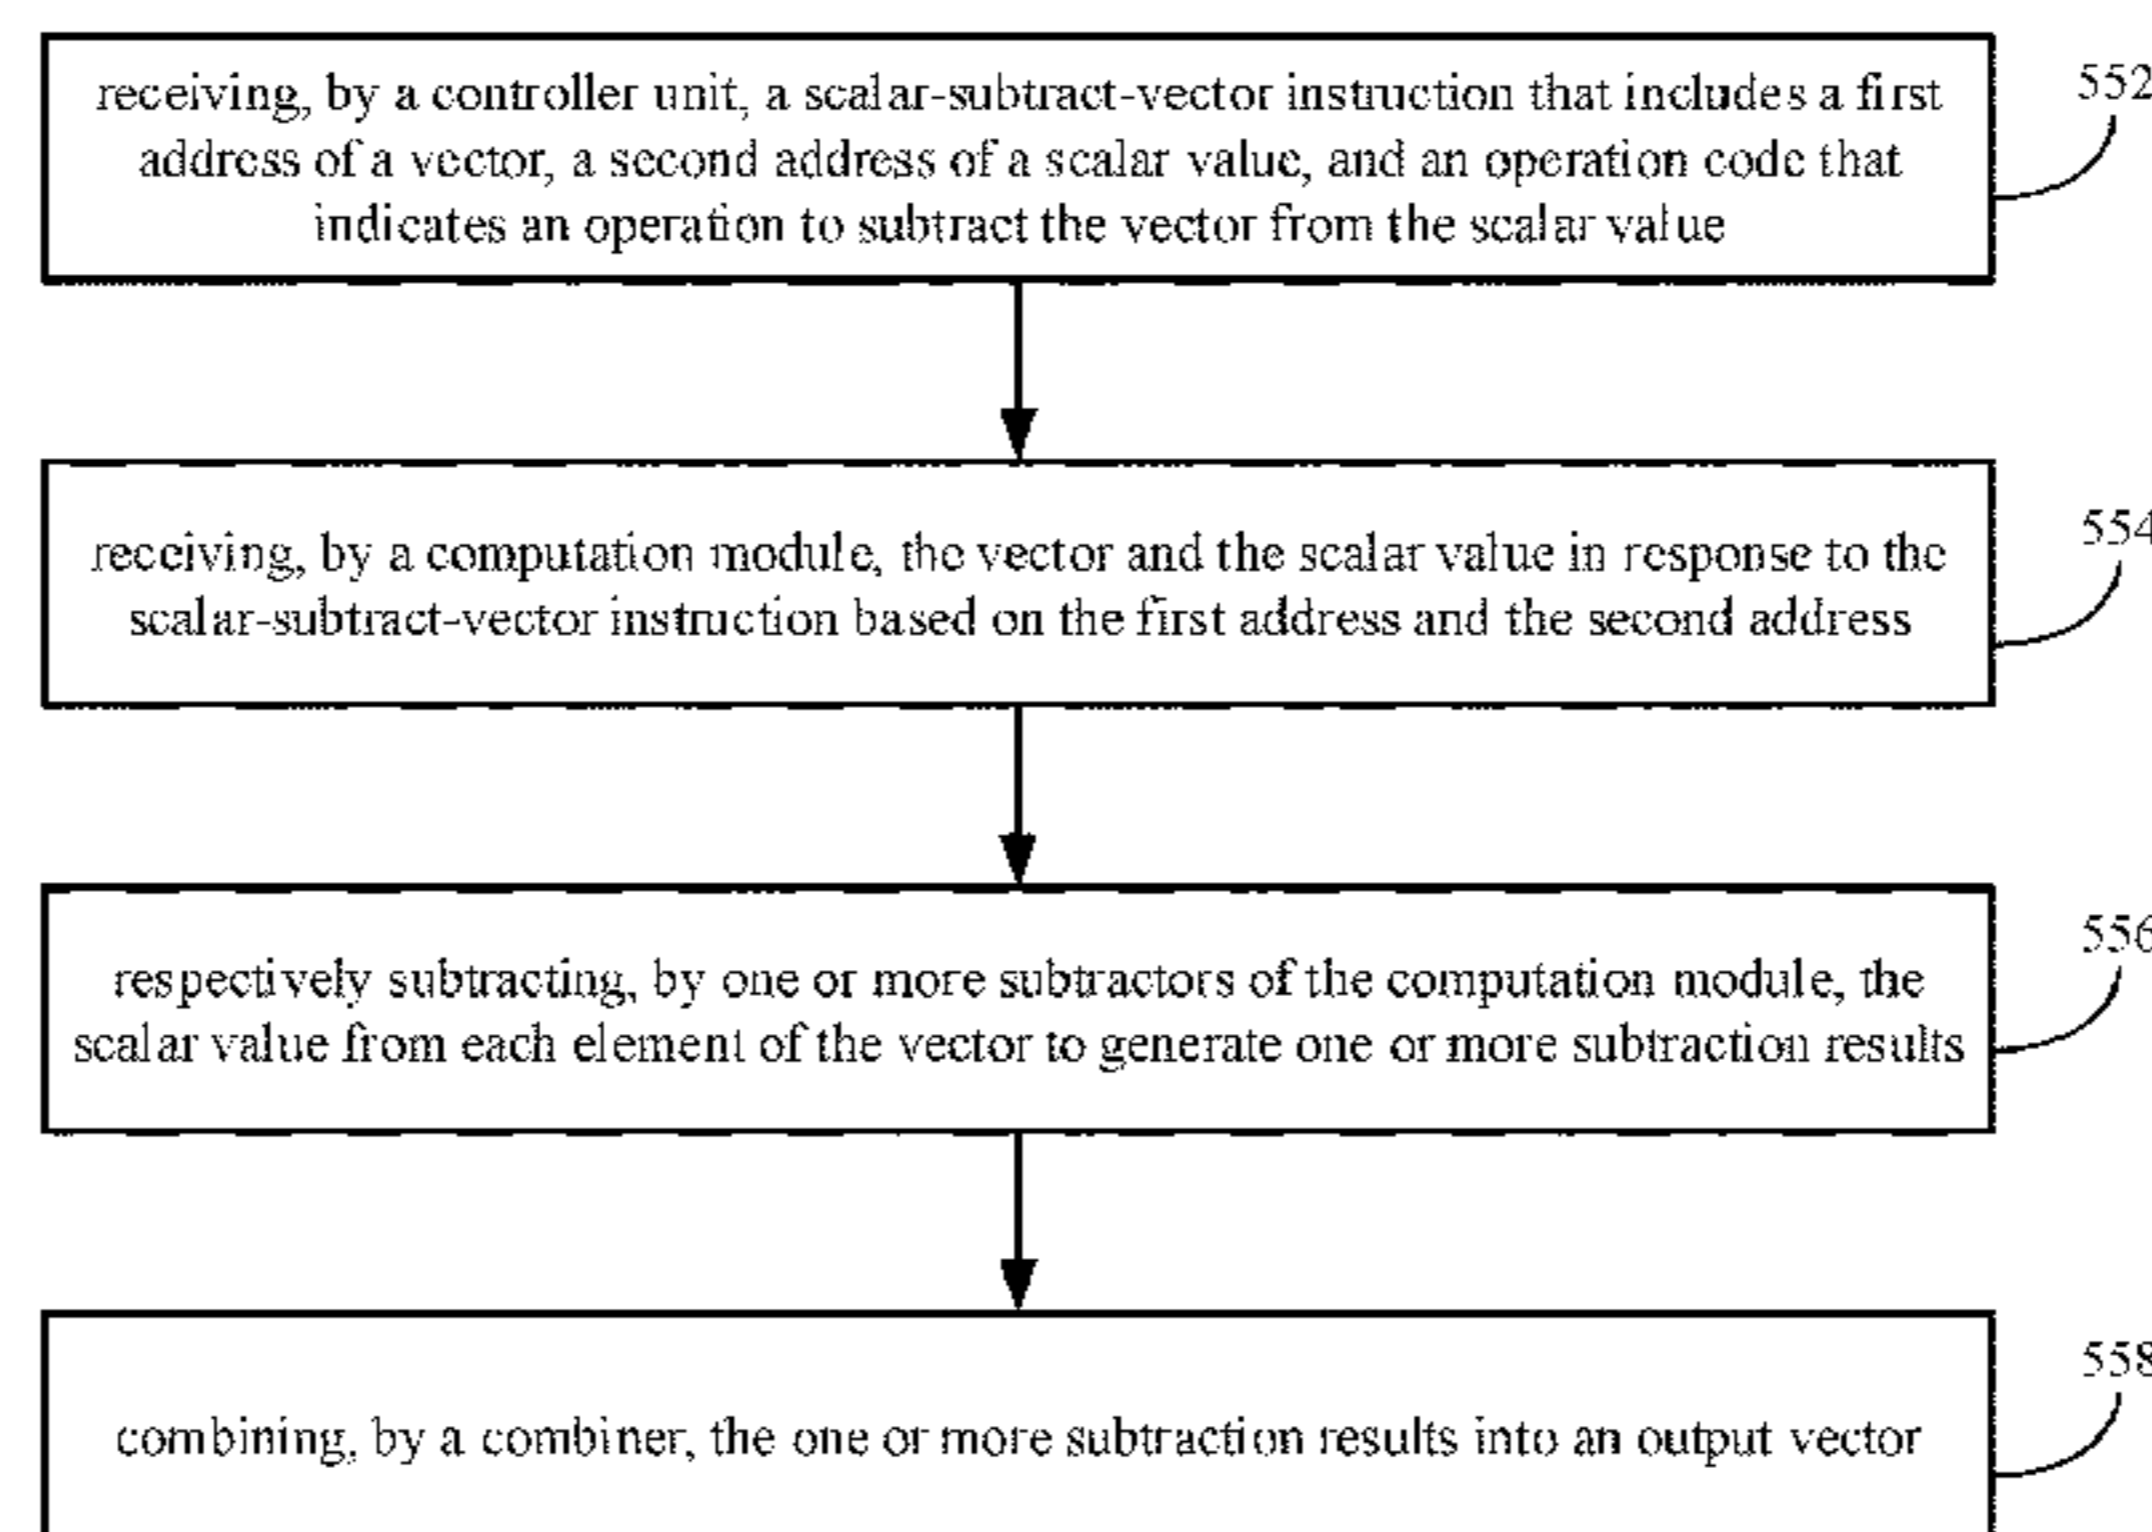 receiving, by a controller unit, a scalar-subtract-vector instruction that includes a first
address of a vector, a second address of a scalar value, and an operation code that
indicates an operation to subtract the vector from the scalar value
552
receiving, by a computation module, the vector and the scalar value in response to the
scalar-subtract-vector instruction based on the first address and the second address
554
respectively subtracting, by one or more subtractors of the computation module, the
scalar value from each element of the vector to generate one or more subtraction results
556
combining, by a combiner, the one or more subtraction results into an output vector
558